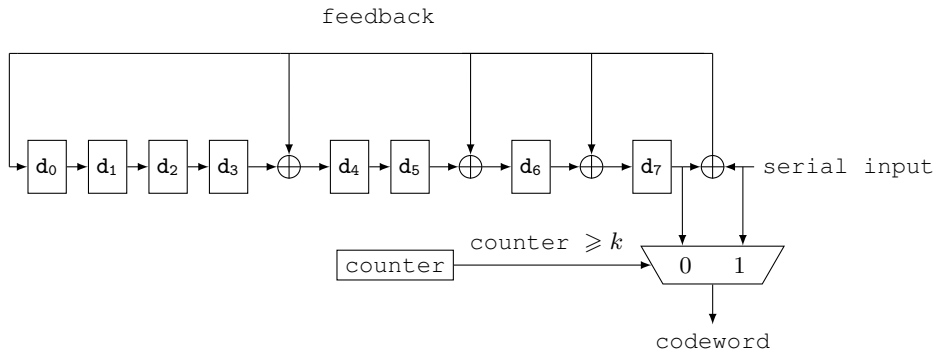 feedback
d₀ d₁ d₂ d₃ d₄ d₅ d₆ d₇ serial input
counter ⩾ k
counter 0 1
codeword